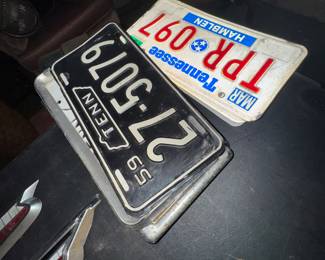 MAR
Tennessee
TPR 097
HAMBLEN
TENN 59
27-5079